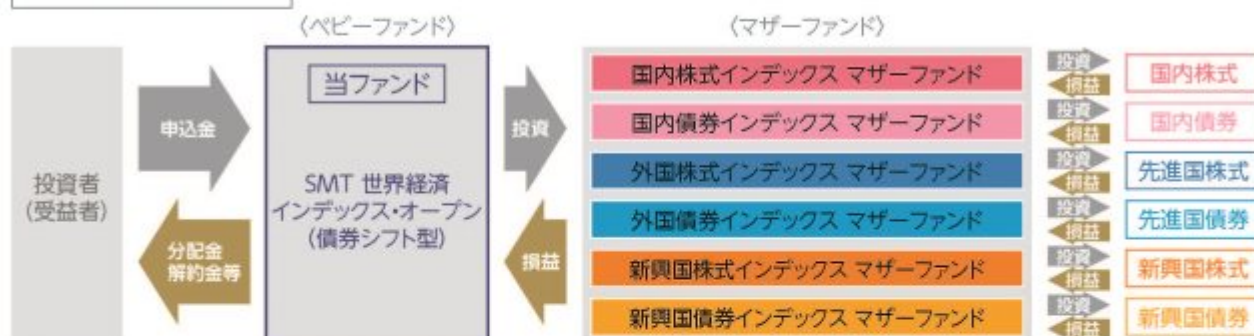 〈ベビーファンド〉
〈マザーファンド〉
投資者
(受益者)
申込金
分配金
解約金等
当ファンド
SMT 世界経済
インデックス・オープン
(債券シフト型)
投資
損益
国内株式インデックス マザーファンド
投資
損益
国内株式
国内債券インデックス マザーファンド
投資
損益
国内債券
外国株式インデックス マザーファンド
投資
損益
先進国株式
外国債券インデックス マザーファンド
投資
損益
先進国債券
新興国株式インデックス マザーファンド
投資
損益
新興国株式
新興国債券インデックス マザーファンド
投資
損益
新興国債券